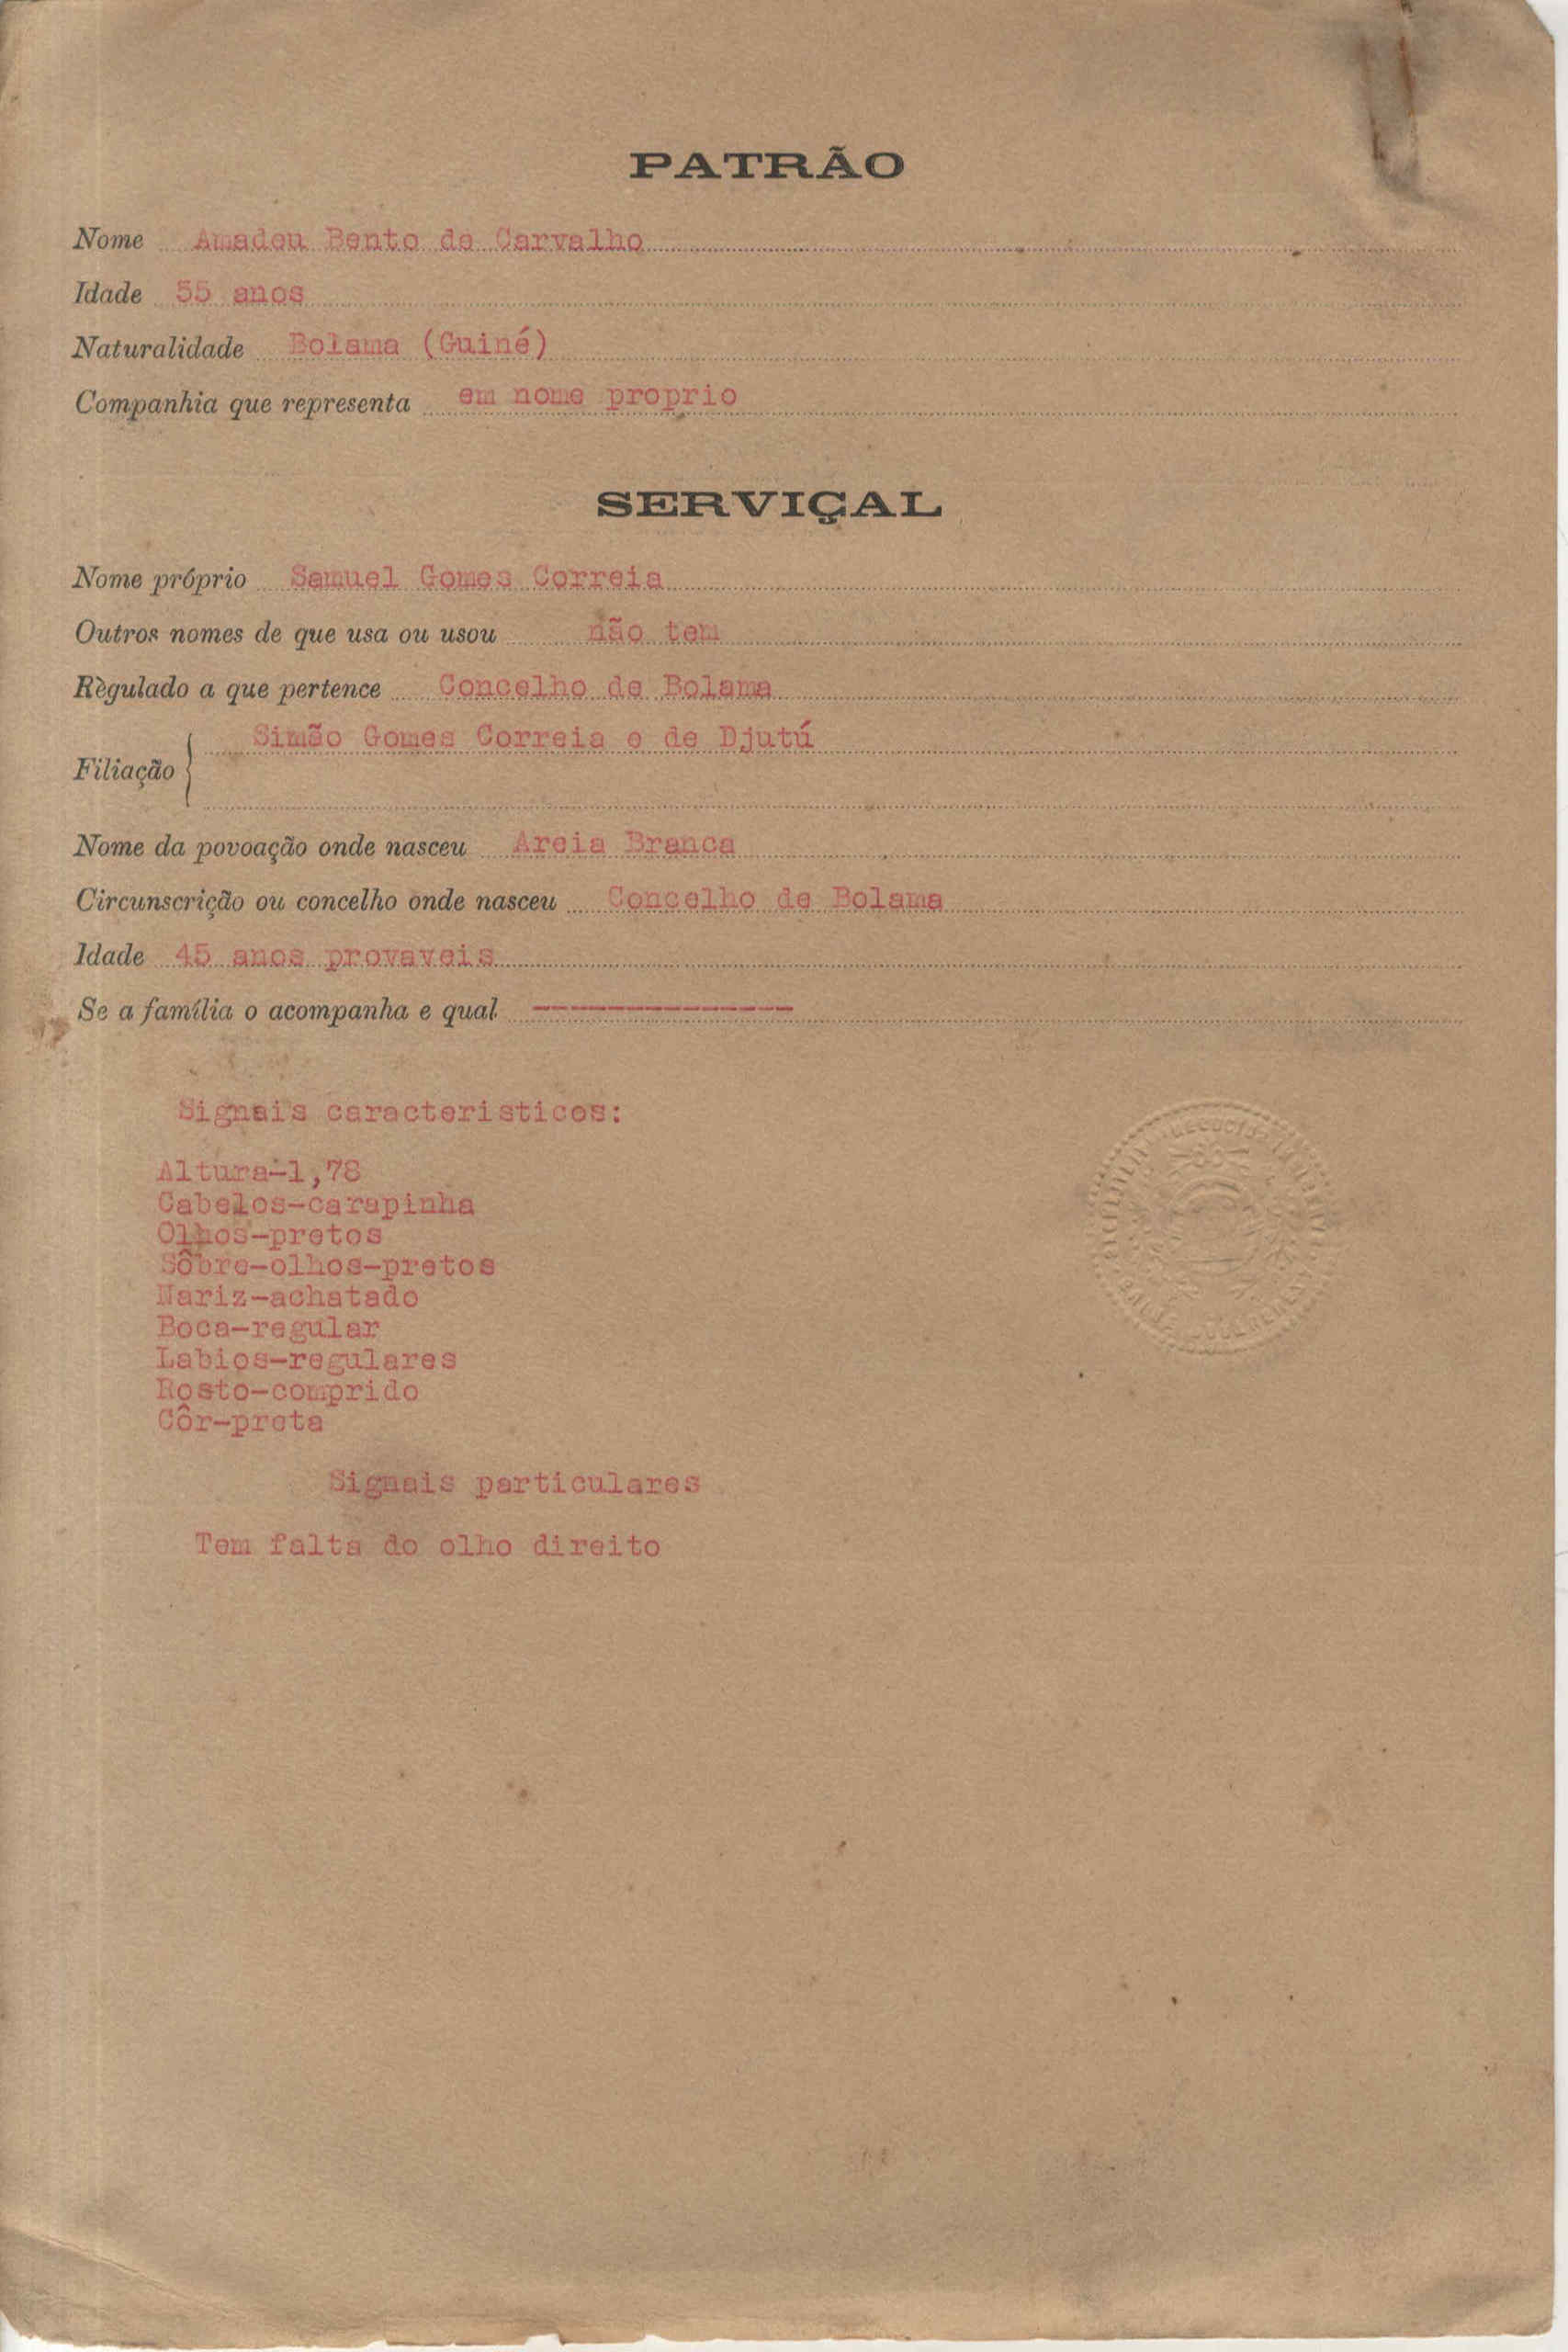 PATRÃO
Nome Amadeu Bento de Carvalho
Idade 55 anos
Naturalidade Bolama (Guiné)
Companhia que representa em nome proprio
SERVIÇAL
Nome próprio Samuel Gomes Correia
Outros nomes de que usa ou usou não tem
Règulado a que pertence Concelho de Bolama
Filiação Simão Gomes Correia e de Djutú
Nome da povoação onde nasceu Areia Branca
Circunscrição ou concelho onde nasceu Concelho de Bolama
Idade 45 anos provaveis
Se a família o acompanha e qual
Signais caracteristicos:
Altura-1,78
Cabelos-carapinha
Olhos-pretos
Sôbre-olhos-pretos
Nariz-achatado
Boca-regular
Labios-regulares
Rosto-comprido
Côr-preta
Signais particulares
Tem falta do olho direito